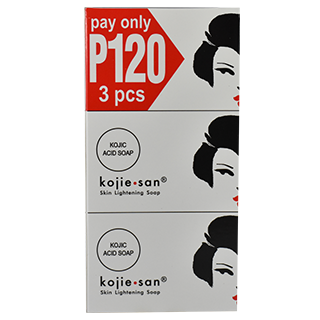 pay only
P120
3 pcs
KOJIC
ACID SOAP
kojie•san®
Skin Lightening Soap
KOJIC
ACID SOAP
kojie•san®
Skin Lightening Soap